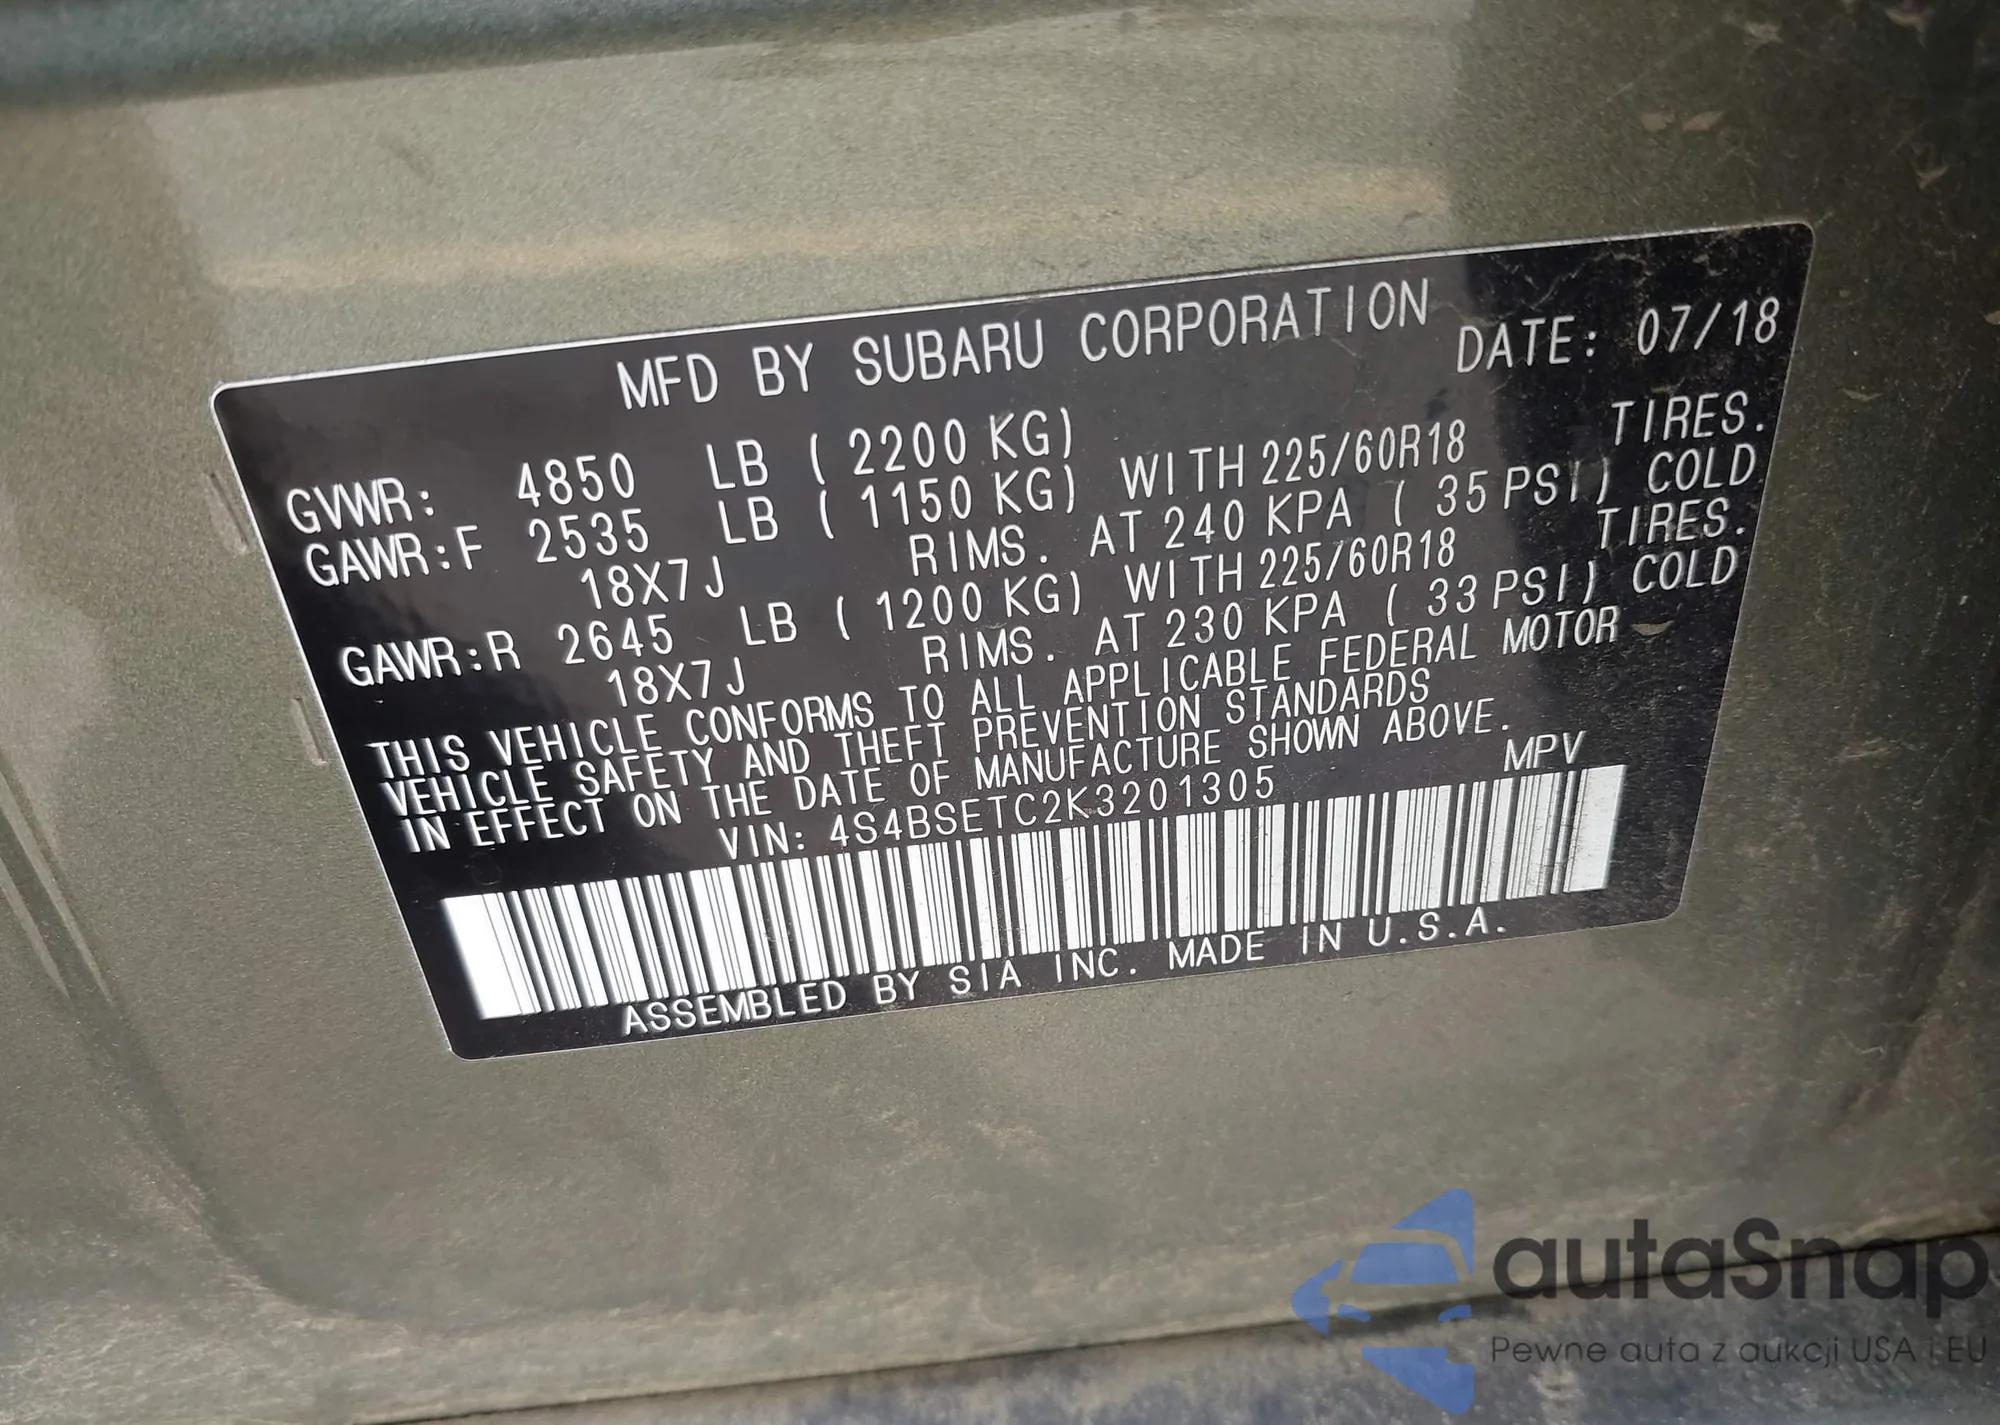 MFD BY SUBARU CORPORATION DATE: 07/18
GVWR: 4850 LB ( 2200 KG)
GAWR:F 2535 LB ( 1150 KG) WITH 225/60R18 TIRES.
18X7J RIMS. AT 240 KPA ( 35 PSI) COLD
GAWR:R 2645 LB ( 1200 KG) WITH 225/60R18 TIRES.
18X7J RIMS. AT 230 KPA ( 33 PSI) COLD
THIS VEHICLE CONFORMS TO ALL APPLICABLE FEDERAL MOTOR
VEHICLE SAFETY AND THEFT PREVENTION STANDARDS
IN EFFECT ON THE DATE OF MANUFACTURE SHOWN ABOVE.
VIN: 4S4BSETC2K3201305 MPV
ASSEMBLED BY SIA INC. MADE IN U.S.A.
autaSnap
Pewne auta z aukcji USA i EU